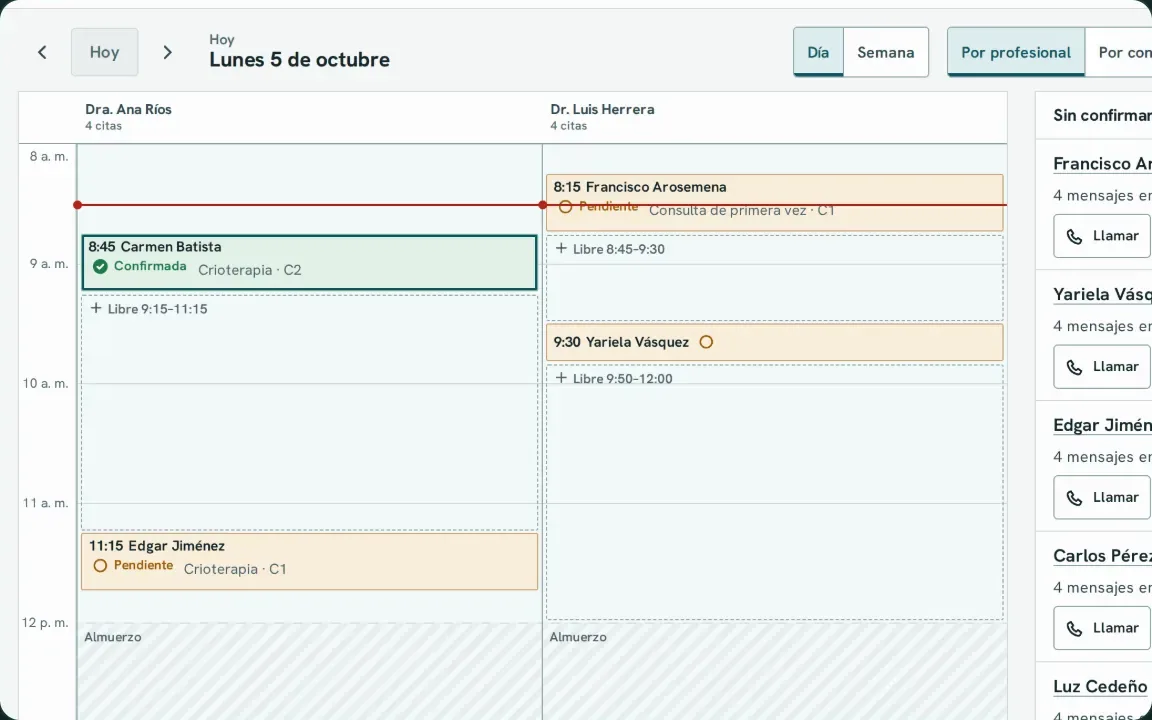 Hoy
Hoy
Lunes 5 de octubre
Día
Semana
Por profesional
Por con
Dra. Ana Ríos
4 citas
Dr. Luis Herrera
4 citas
8 a. m.
9 a. m.
10 a. m.
11 a. m.
12 p. m.
8:45 Carmen Batista
Confirmada Crioterapia · C2
+ Libre 9:15–11:15
11:15 Edgar Jiménez
Pendiente Crioterapia · C1
Almuerzo
8:15 Francisco Arosemena
Pendiente Consulta de primera vez · C1
+ Libre 8:45–9:30
9:30 Yariela Vásquez
+ Libre 9:50–12:00
Almuerzo
Sin confirmar
Francisco Ar
4 mensajes en
Llamar
Yariela Vásq
4 mensajes en
Llamar
Edgar Jimén
4 mensajes en
Llamar
Carlos Pérez
4 mensajes en
Llamar
Luz Cedeño
4 mensajes en